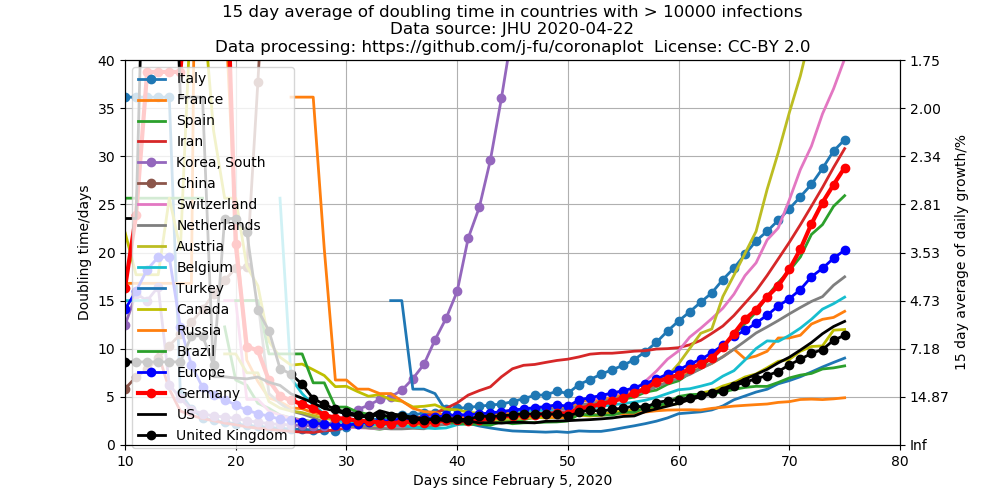 15 day average of doubling time in countries with > 10000 infections
Data source: JHU 2020-04-22
Data processing: https://github.com/j-fu/coronaplot License: CC-BY 2.0
Doubling time/days
40
35
30
25
20
15
10
5
0
Italy
France
Spain
Iran
Korea, South
China
Switzerland
Netherlands
Austria
Belgium
Turkey
Canada
Russia
Brazil
Europe
Germany
US
United Kingdom
1.75
2.00
2.34
2.81
3.53
4.73
7.18
14.87
Inf
15 day average of daily growth/%
10 20 30 40 50 60 70 80
Days since February 5, 2020